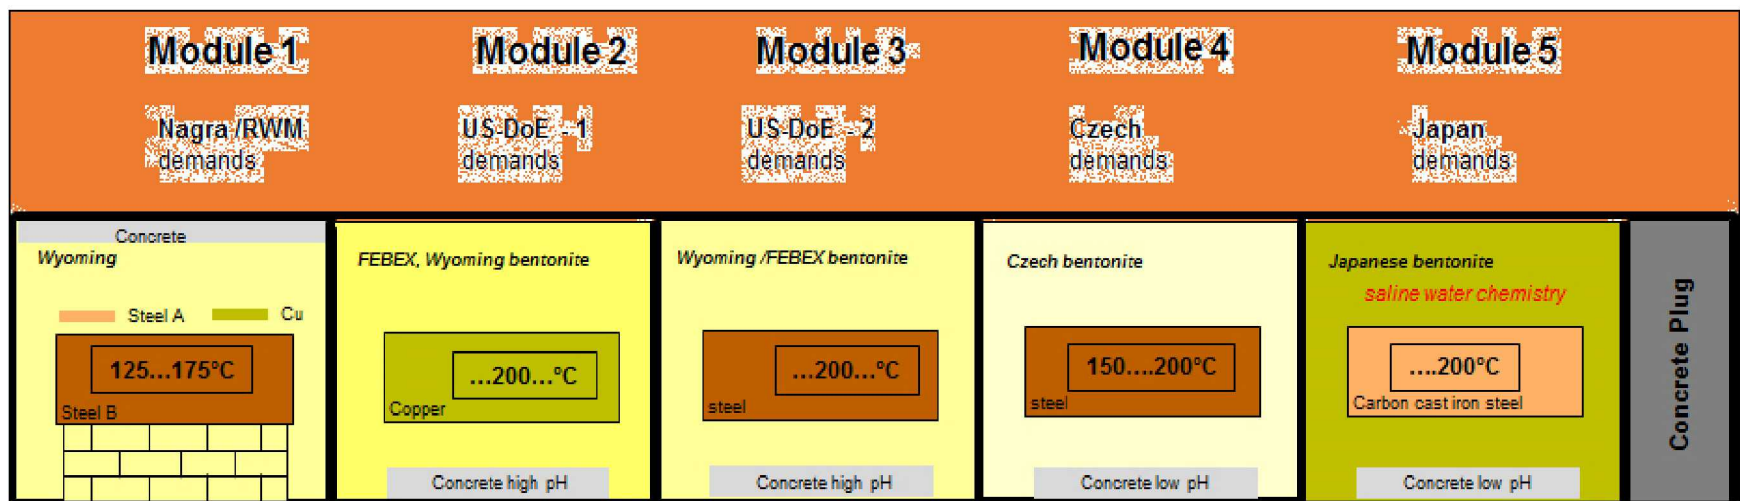 Module 1
Module 2
Module 3
Module 4
Module 5
Nagra /RWM
demands
US-DoE - 1
demands
US-DoE - 2
demands
Czech
demands
Japan
demands
Concrete
Wyoming
Steel A
Cu
125...175°C
Steel B
FEBEX, Wyoming bentonite
...200...°C
Copper
Concrete high pH
Wyoming /FEBEX bentonite
...200...°C
steel
Concrete high pH
Czech bentonite
150....200°C
steel
Concrete low pH
Japanese bentonite
saline water chemistry
....200°C
Carbon cast iron steel
Concrete low pH
Concrete Plug